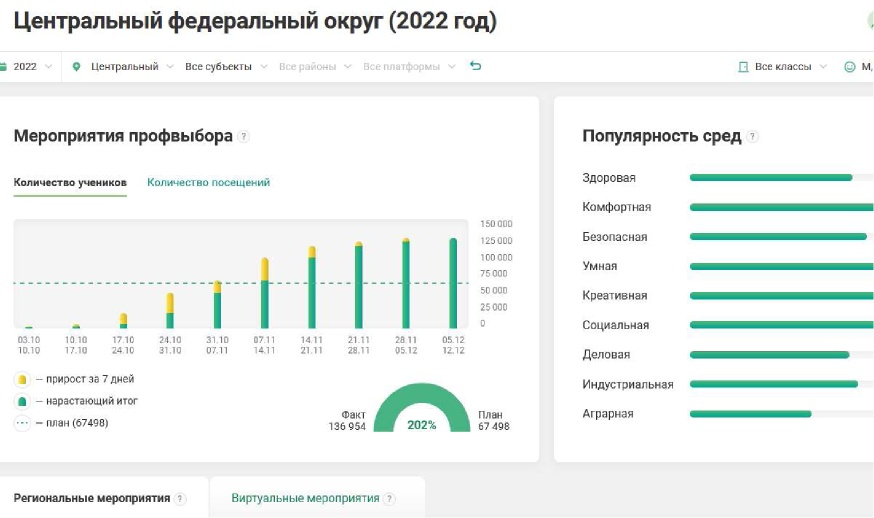 Центральный федеральный округ (2022 год)
2022 Центральный Все субъекты Все районы Все платформы Все классы М,
Мероприятия профвыбора ?
Количество учеников Количество посещений
150 000
125 000
100 000
75 000
50 000
25 000
0
03.10 10.10 17.10 24.10 31.10 07.11 14.11 21.11 28.11 05.12
10.10 17.10 24.10 31.10 07.11 14.11 21.11 28.11 05.12 12.12
— прирост за 7 дней
— нарастающий итог
— план (67498)
Факт
136 954
202%
План
67 498
Популярность сред ?
Здоровая
Комфортная
Безопасная
Умная
Креативная
Социальная
Деловая
Индустриальная
Аграрная
Региональные мероприятия ? Виртуальные мероприятия ?